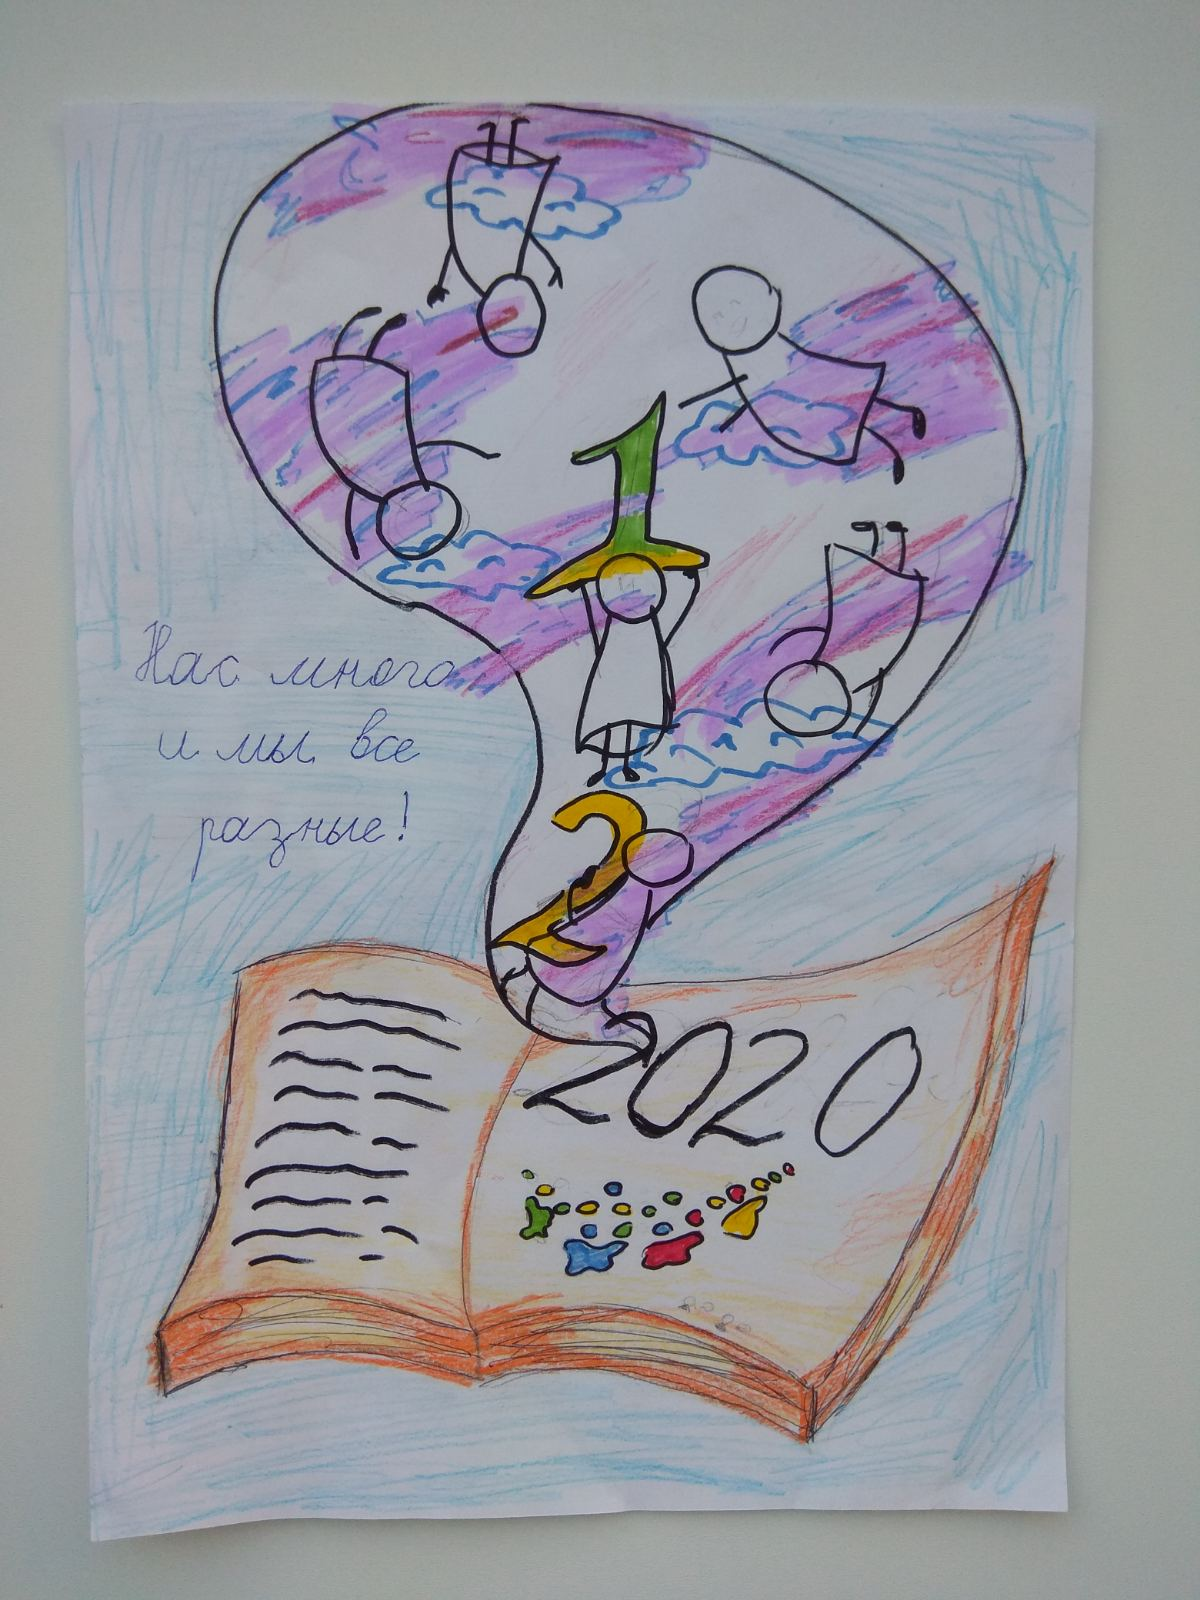 1
Нас много
и мы все
разные!
2
2020